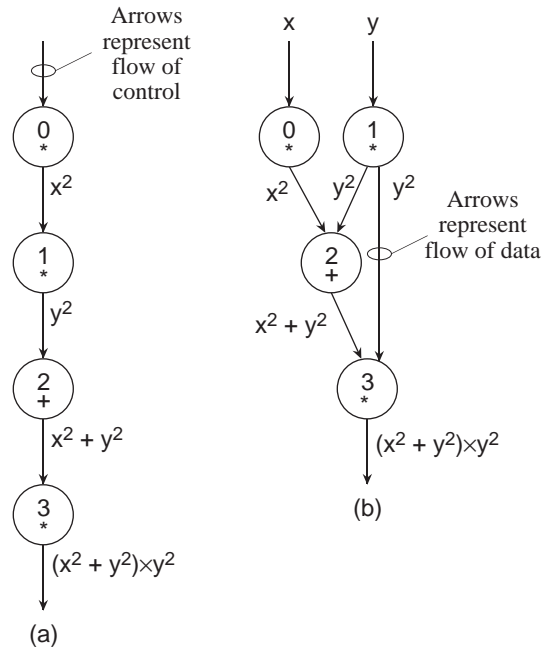 Arrows
represent
flow of
control
0
*
x²
1
*
y²
2
+
x² + y²
3
*
(x² + y²)×y²
(a)
x
y
0
*
1
*
x²
y²
y²
Arrows
represent
flow of data
2
+
x² + y²
3
*
(x² + y²)×y²
(b)